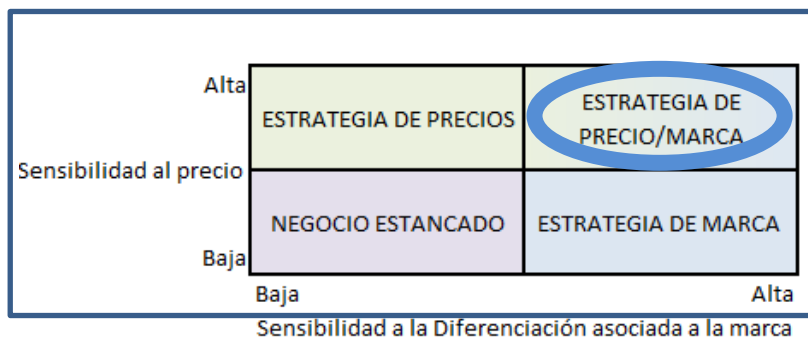 Alta
ESTRATEGIA DE PRECIOS
ESTRATEGIA DE
PRECIO/MARCA
Sensibilidad al precio
NEGOCIO ESTANCADO
ESTRATEGIA DE MARCA
Baja
Baja
Alta
Sensibilidad a la Diferenciación asociada a la marca